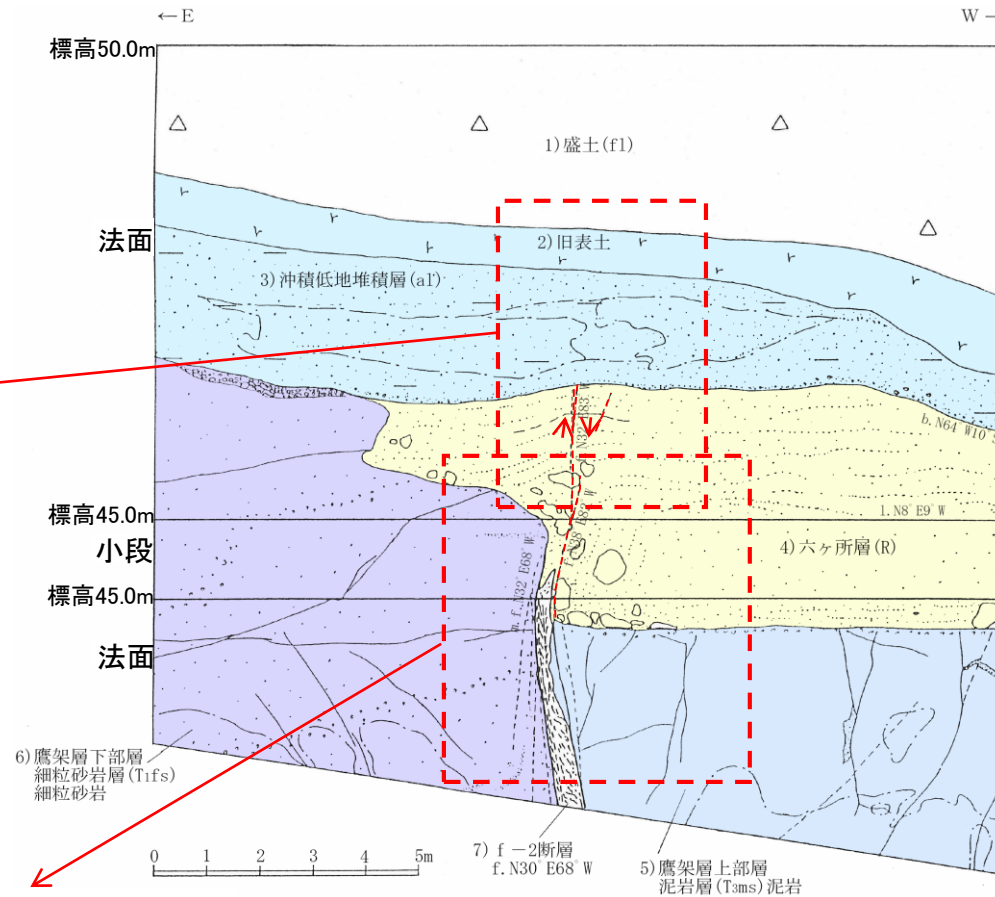 ←E
W
標高50.0m
1)盛土(fl)
法面
2)旧表土
3)沖積低地堆積層(al)
b.N64°W10
標高45.0m
l.N8°E9°W
小段
4)六ヶ所層(R)
標高45.0m
m.f.N32°E68°W
法面
6)鷹架層下部層
細粒砂岩層(T1fs)
細粒砂岩
0 1 2 3 4 5m
7) f－2断層
f.N30°E68°W
5)鷹架層上部層
泥岩層(T3ms)泥岩